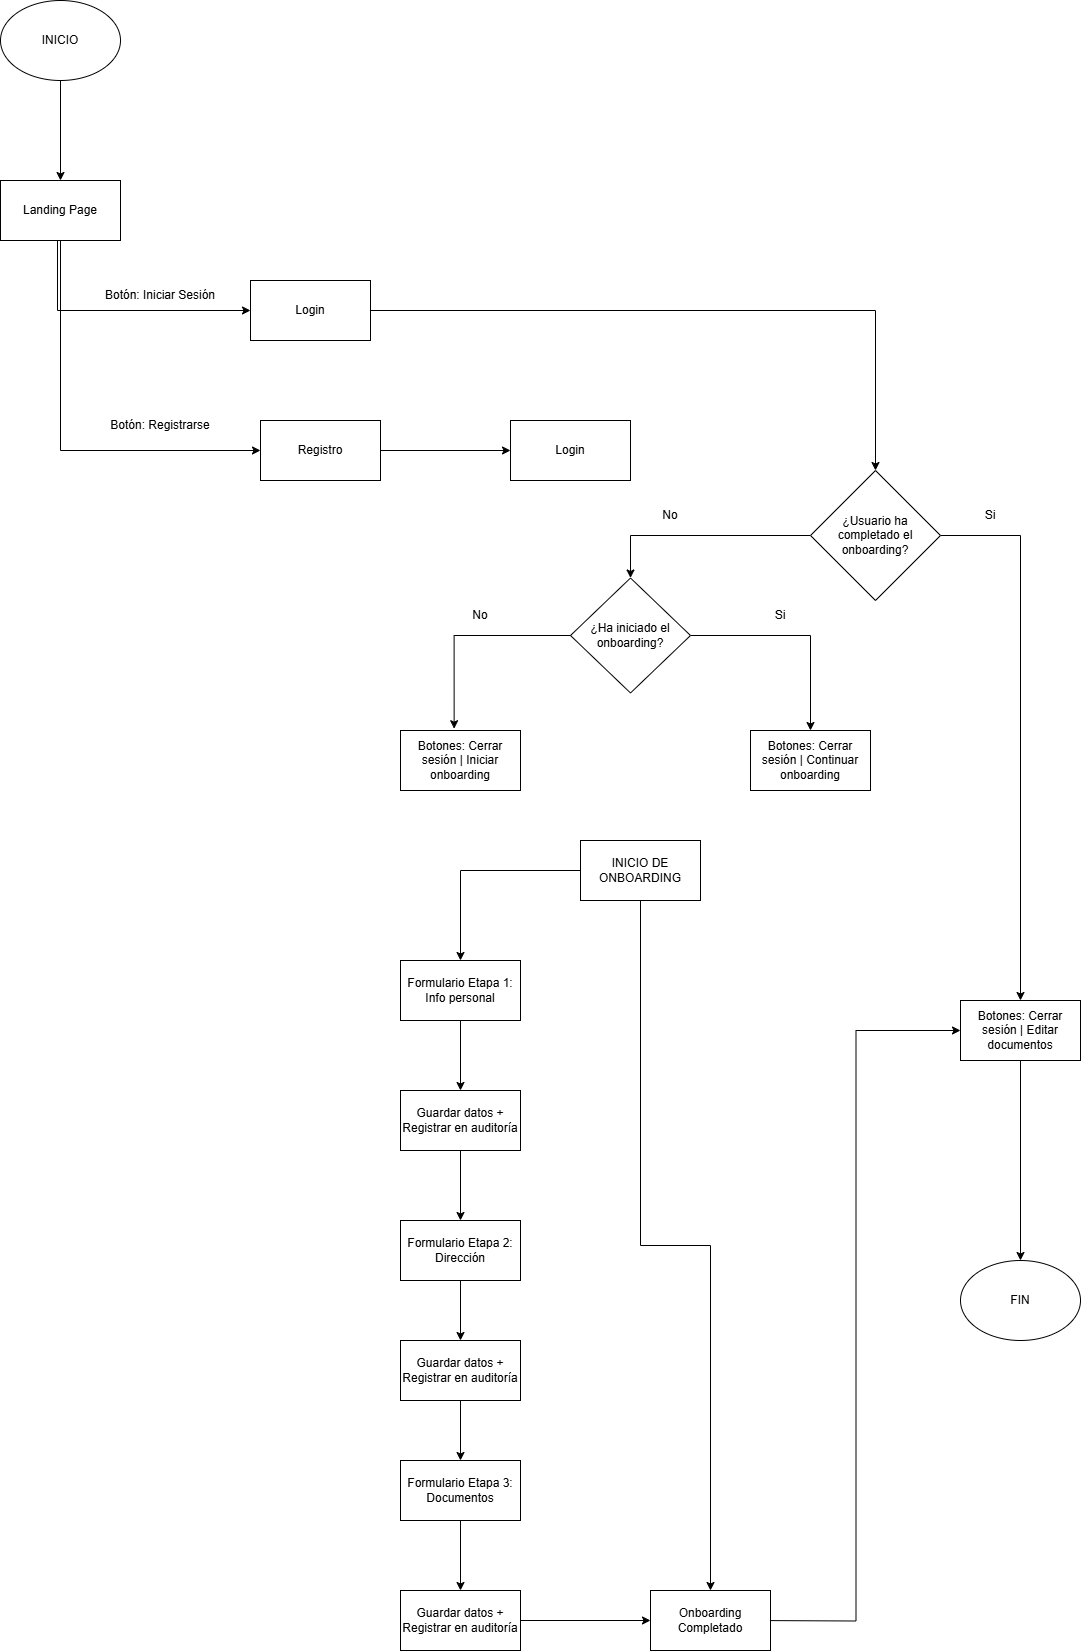 INICIO
Landing Page
Botón: Iniciar Sesión
Login
Botón: Registrarse
Registro
Login
¿Usuario ha
completado el
onboarding?
No
Si
¿Ha iniciado el
onboarding?
No
Si
Botones: Cerrar
sesión | Iniciar
onboarding
Botones: Cerrar
sesión | Continuar
onboarding
INICIO DE
ONBOARDING
Formulario Etapa 1:
Info personal
Guardar datos +
Registrar en auditoría
Formulario Etapa 2:
Dirección
Guardar datos +
Registrar en auditoría
Formulario Etapa 3:
Documentos
Guardar datos +
Registrar en auditoría
Onboarding
Completado
Botones: Cerrar
sesión | Editar
documentos
FIN